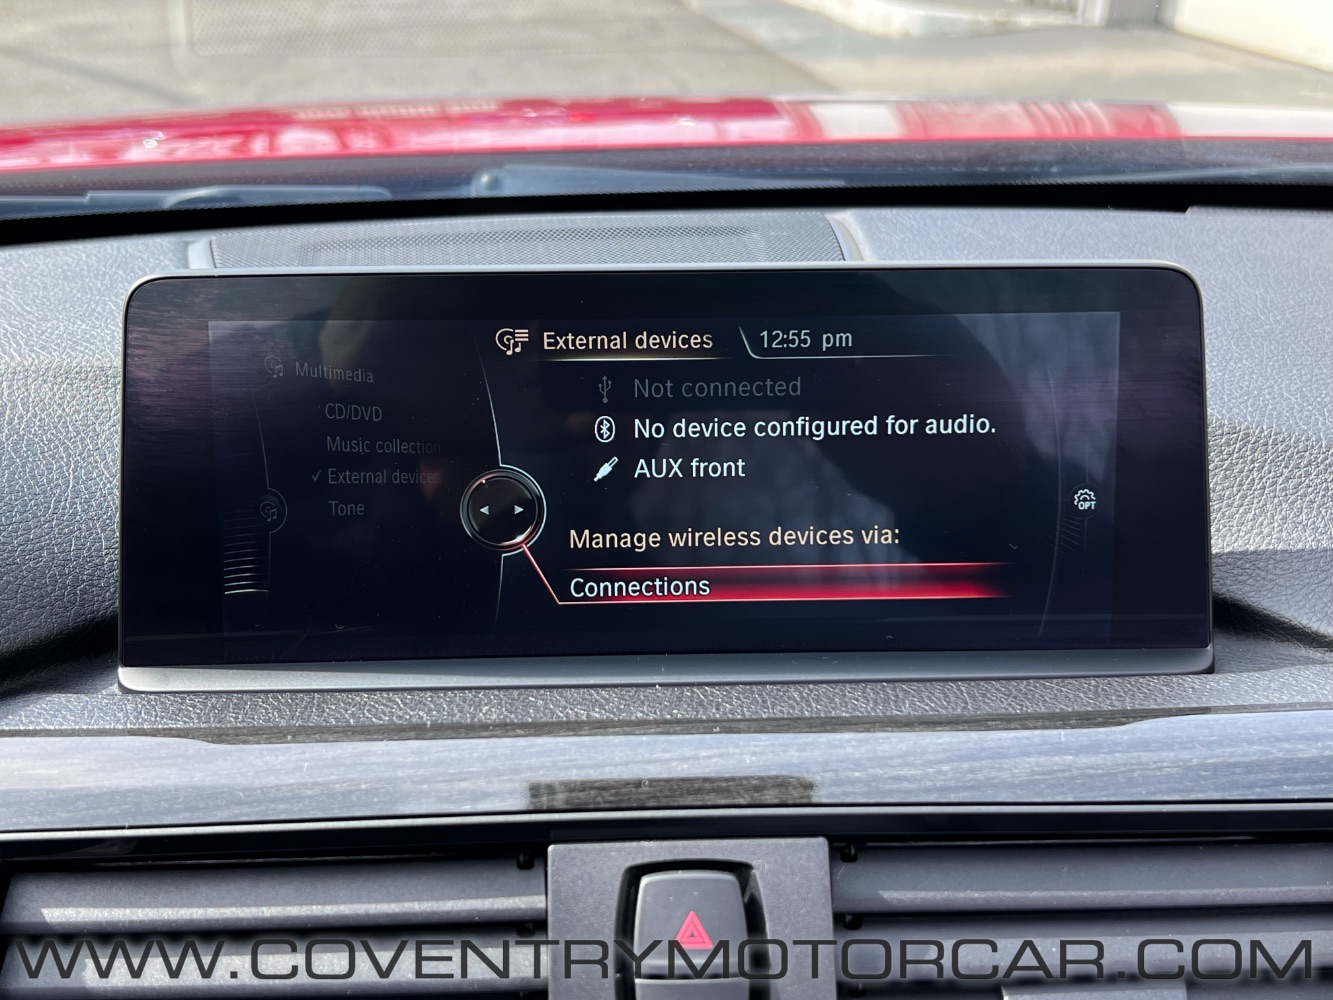 External devices
12:55 pm
Multimedia
CD/DVD
Music collection
External devices
Tone
Not connected
No device configured for audio.
AUX front
Manage wireless devices via:
Connections
OPT
WWW.COVENTRYMOTORCAR.COM